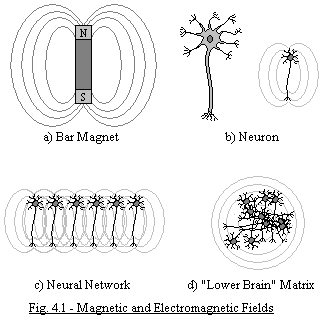 N
S
a) Bar Magnet
b) Neuron
c) Neural Network
d) "Lower Brain" Matrix
Fig. 4.1 - Magnetic and Electromagnetic Fields